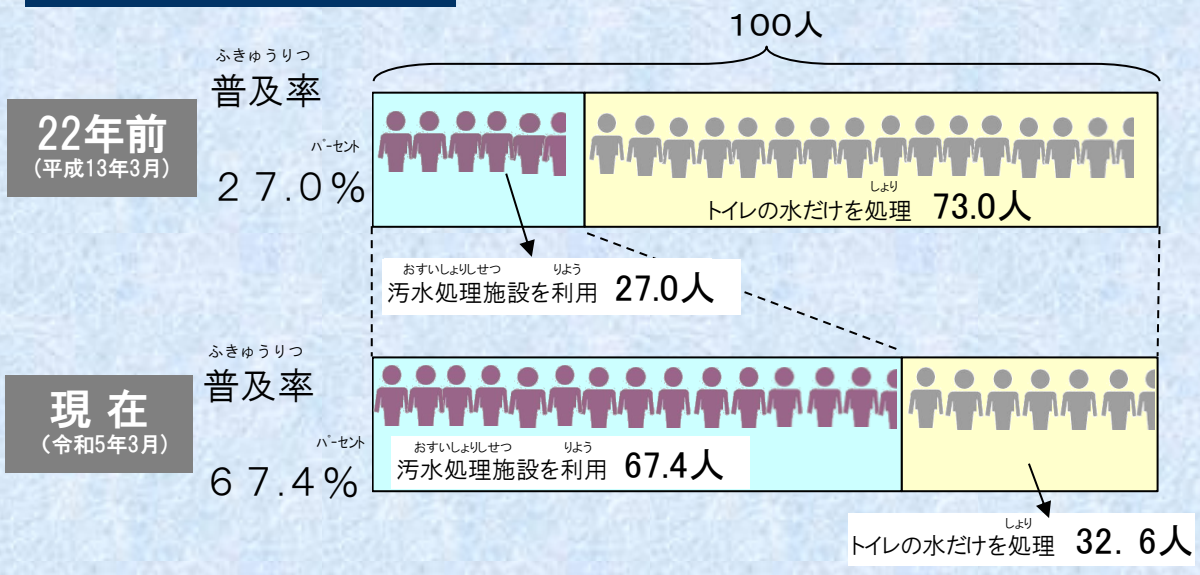 100人
ふきゅうりつ
普及率
22年前
(平成13年3月)
パーセント
27.0%
しょり
トイレの水だけを処理 73.0人
おすいしょりしせつ りよう
汚水処理施設を利用 27.0人
ふきゅうりつ
普及率
現在
(令和5年3月)
パーセント
67.4%
おすいしょりしせつ りよう
汚水処理施設を利用 67.4人
しょり
トイレの水だけを処理 32.6人